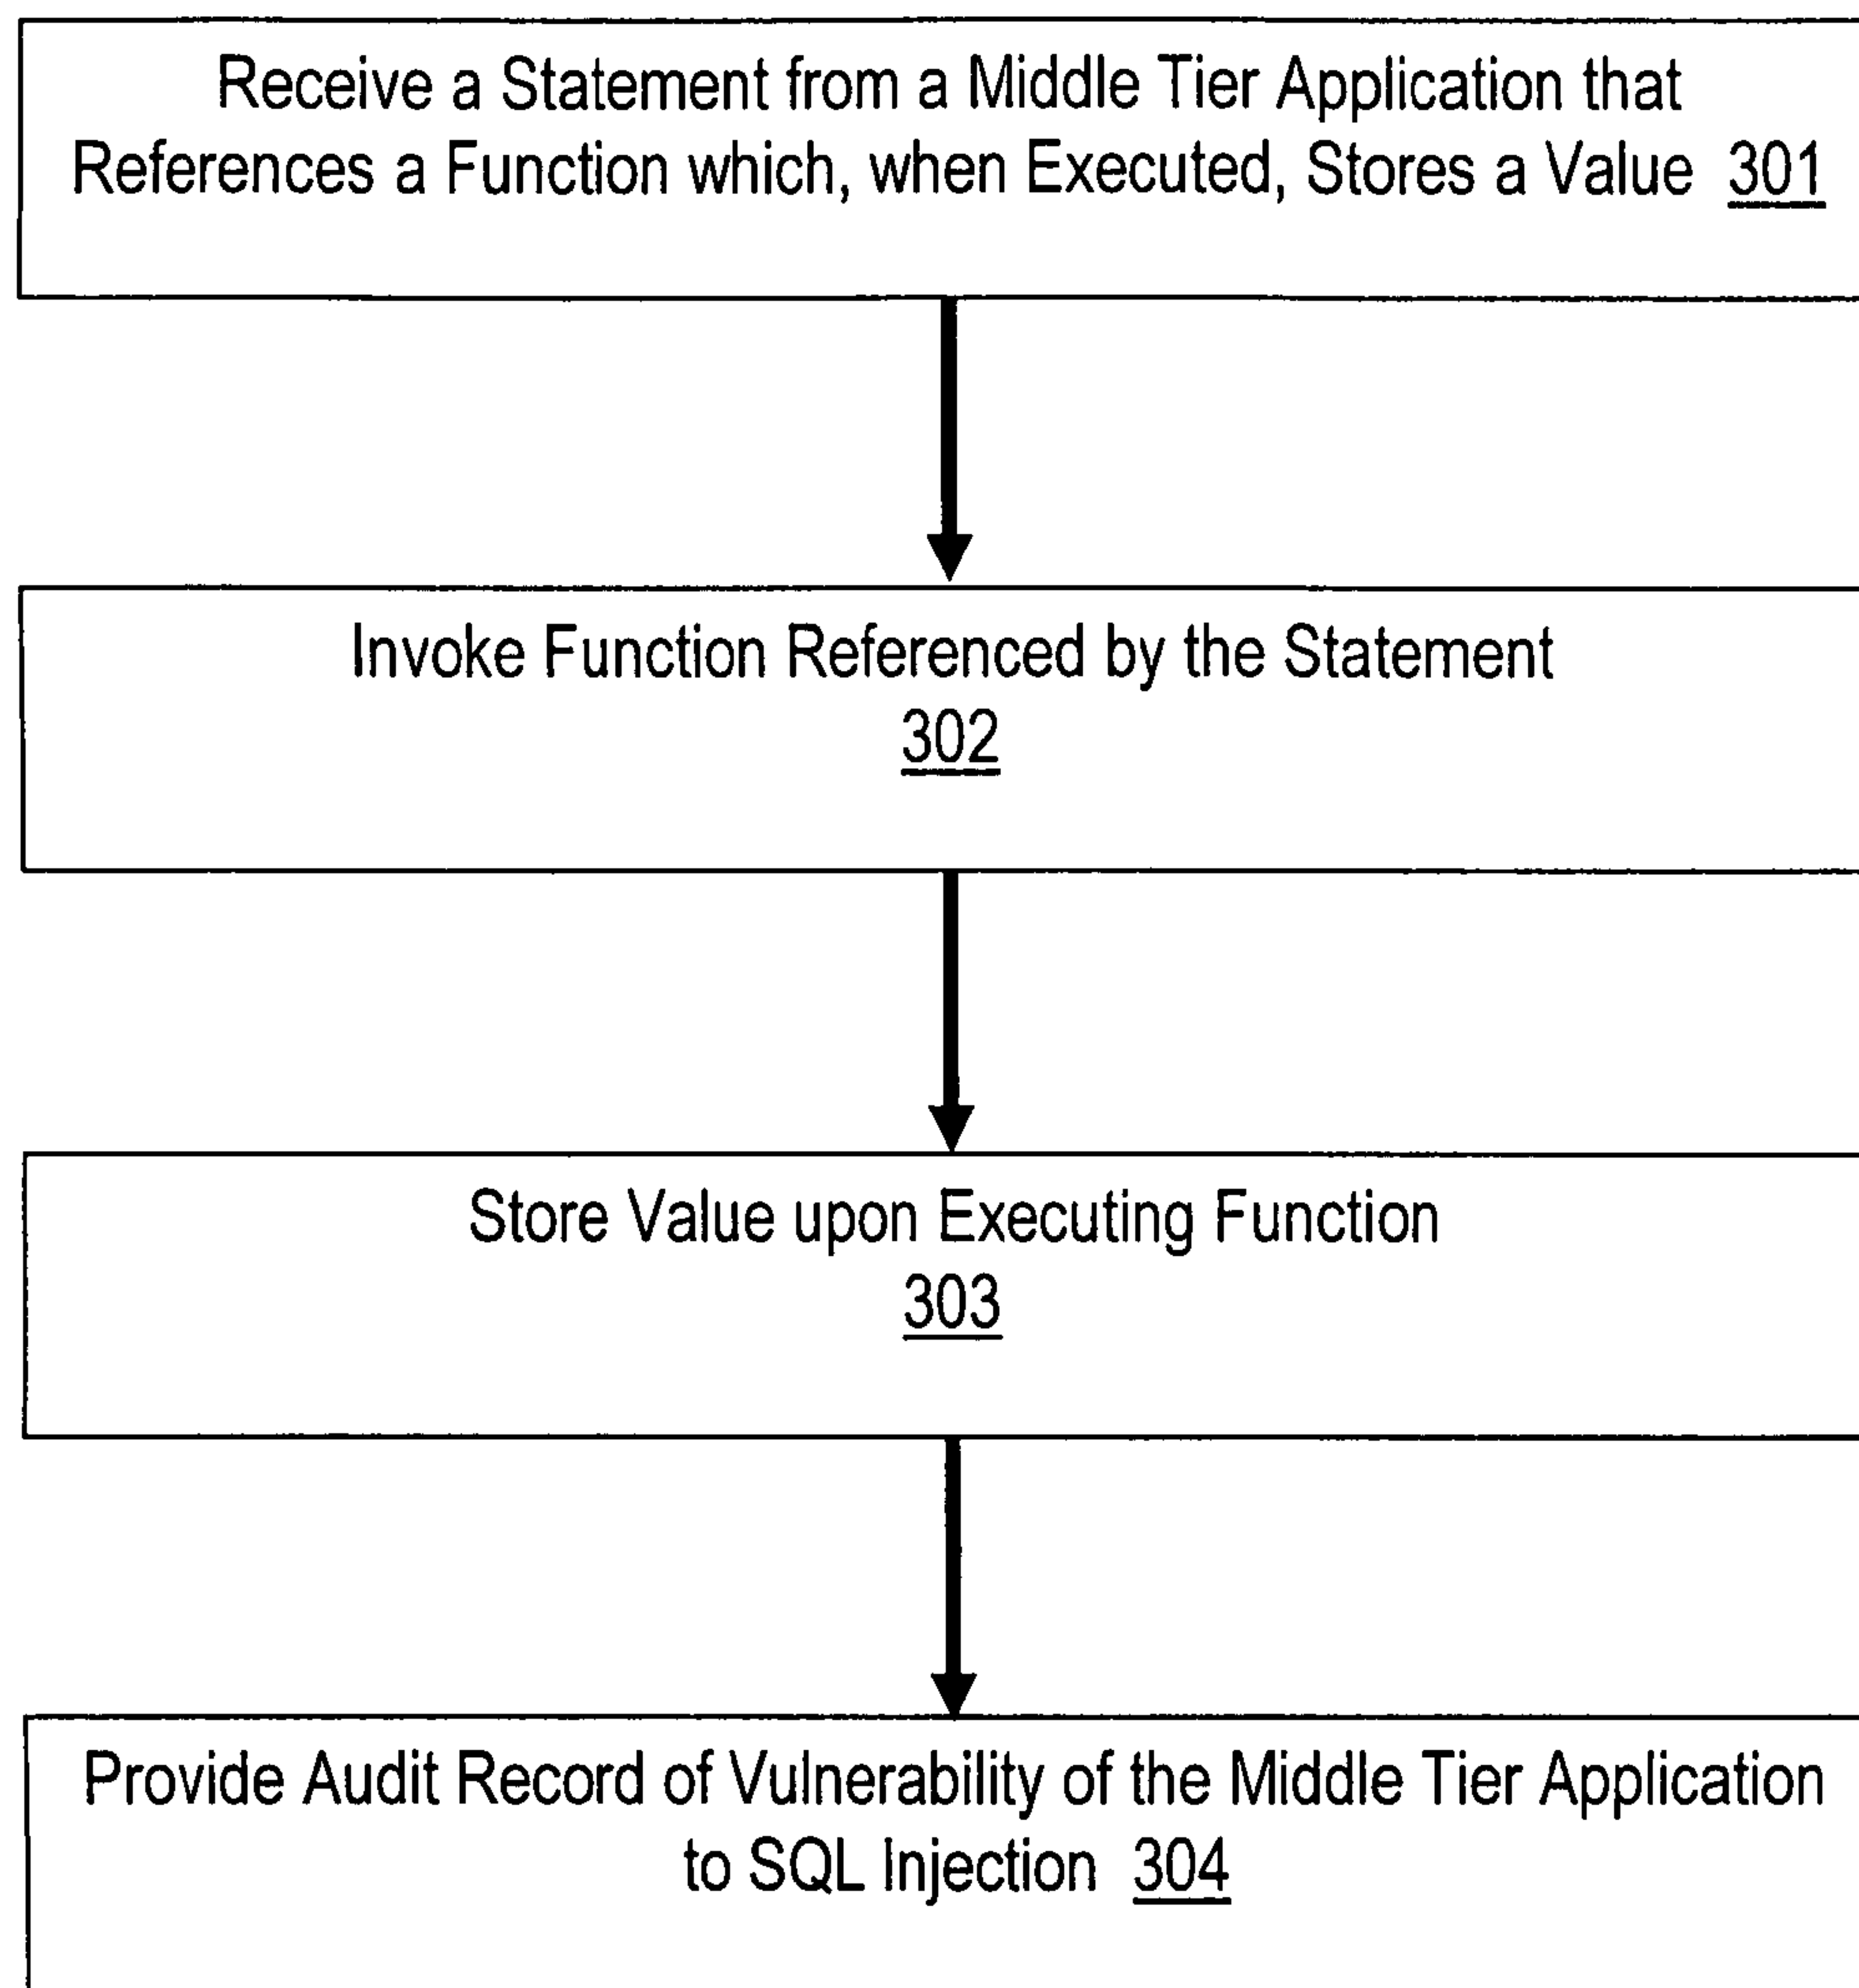 Receive a Statement from a Middle Tier Application that
References a Function which, when Executed, Stores a Value 301
Invoke Function Referenced by the Statement
302
Store Value upon Executing Function
303
Provide Audit Record of Vulnerability of the Middle Tier Application
to SQL Injection 304